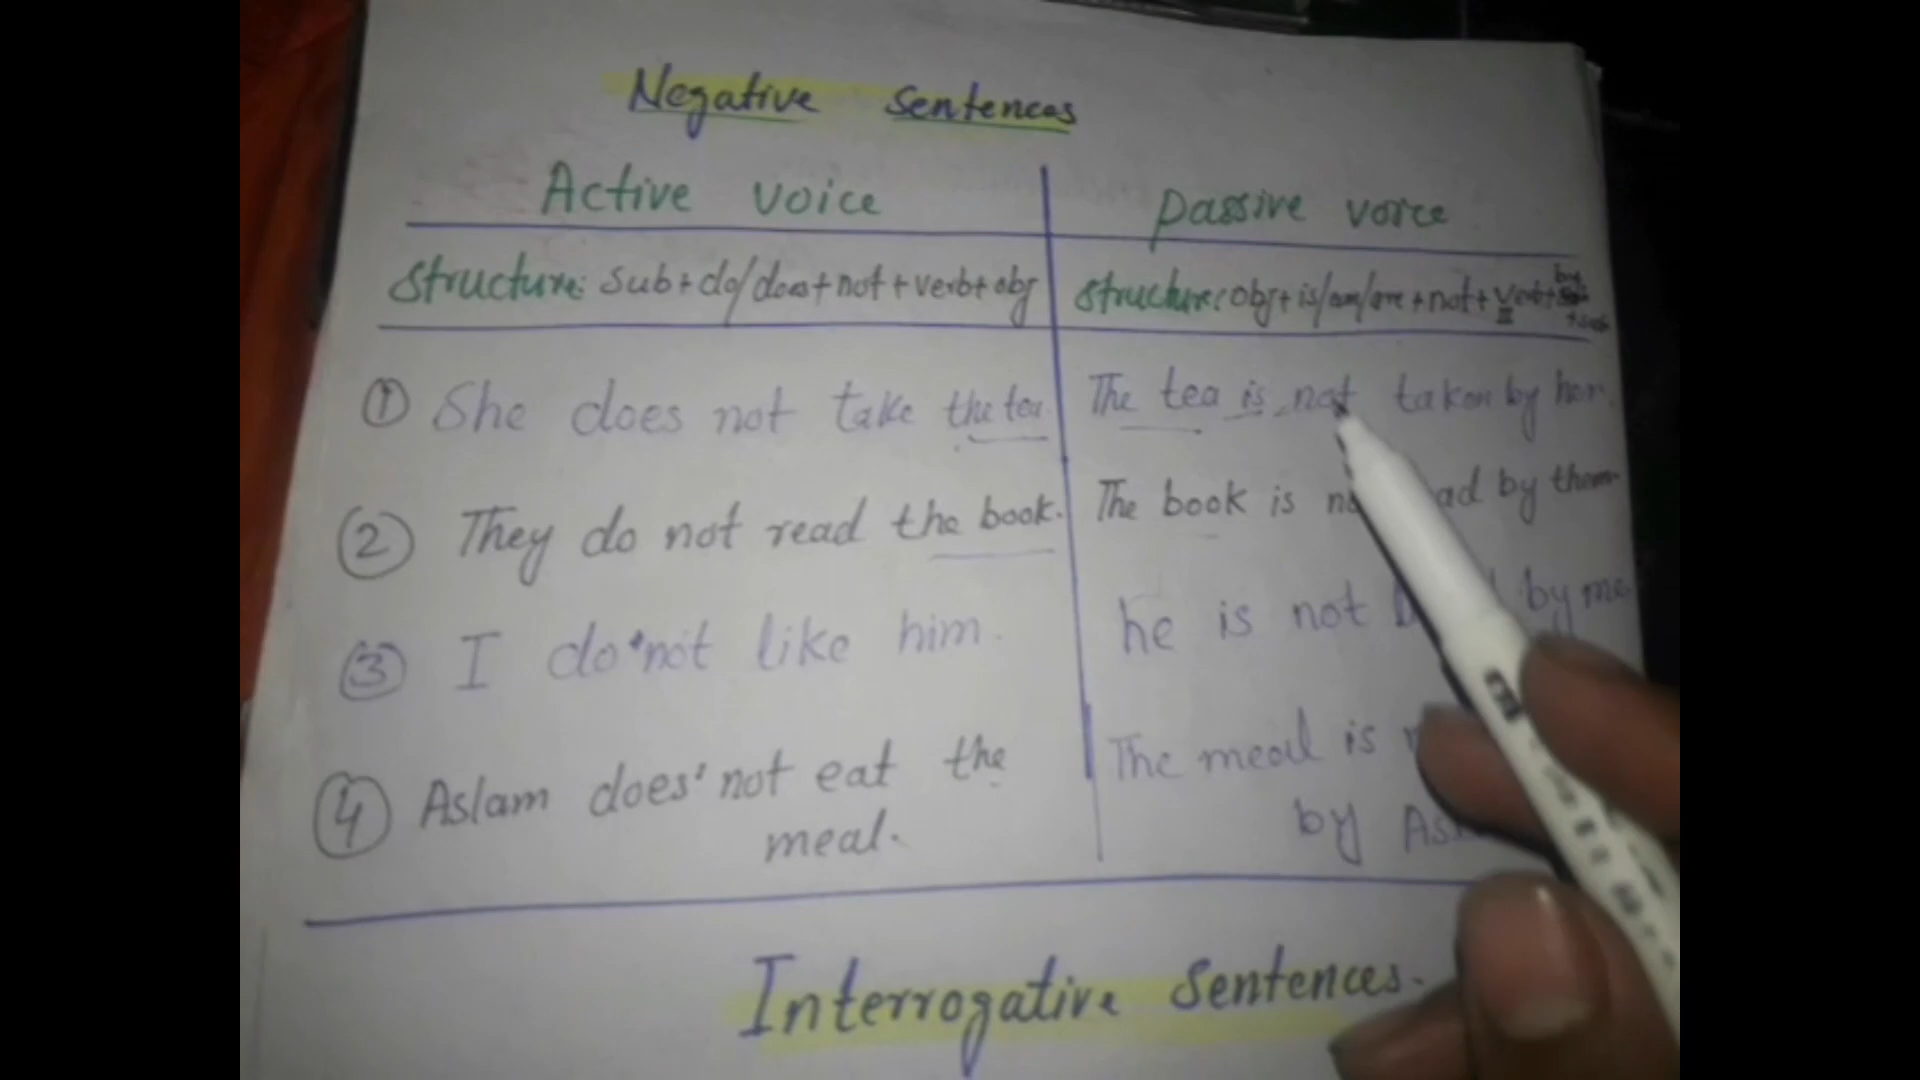 Negative Sentences
Active voice
Passive voice
Structure: Sub+do/does+not+verb+obj
Structure: Obj+is/am/are+not+verb+by
II
+sub
① She does not take the tea.
The tea is not taken by her.
② They do not read the book.
The book is by them.
③ I do not like him.
he is not by me
④ Aslam does not eat the
meal.
The meal is
by
Interrogative Sentences.